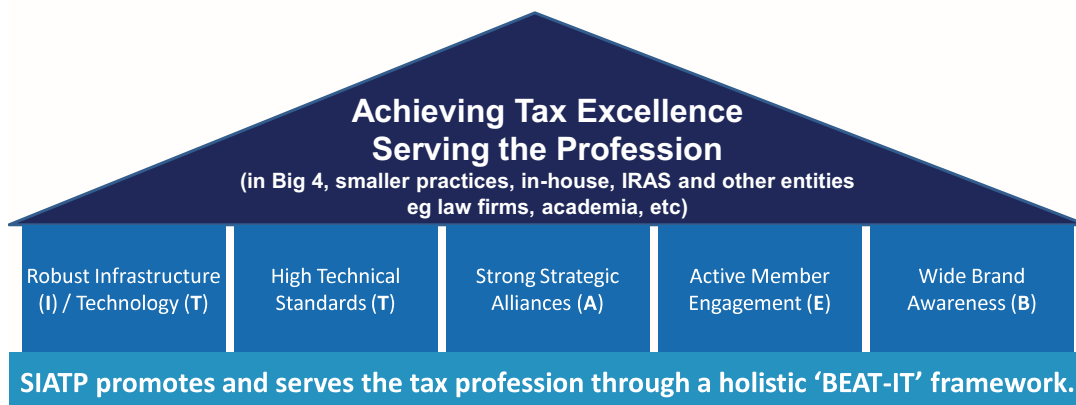 Achieving Tax Excellence
Serving the Profession
(in Big 4, smaller practices, in-house, IRAS and other entities
eg law firms, academia, etc)
Robust Infrastructure
(I) / Technology (T)
High Technical
Standards (T)
Strong Strategic
Alliances (A)
Active Member
Engagement (E)
Wide Brand
Awareness (B)
SIATP promotes and serves the tax profession through a holistic ‘BEAT-IT’ framework.